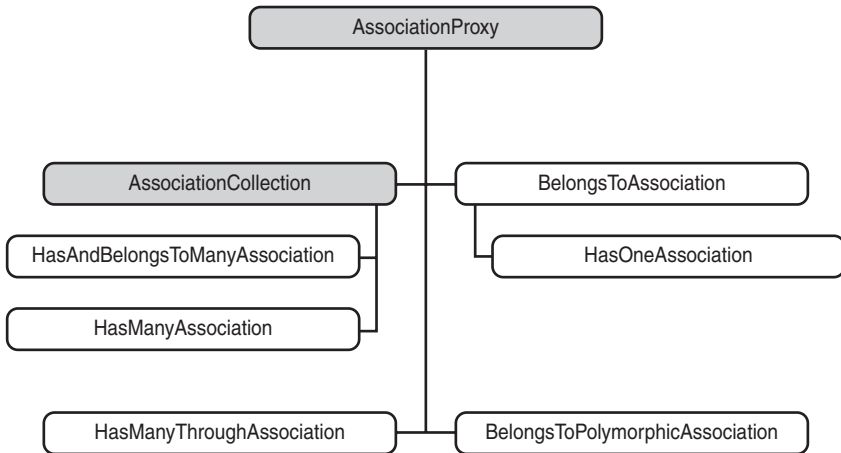 AssociationProxy
AssociationCollection
BelongsToAssociation
HasAndBelongsToManyAssociation
HasOneAssociation
HasManyAssociation
HasManyThroughAssociation
BelongsToPolymorphicAssociation